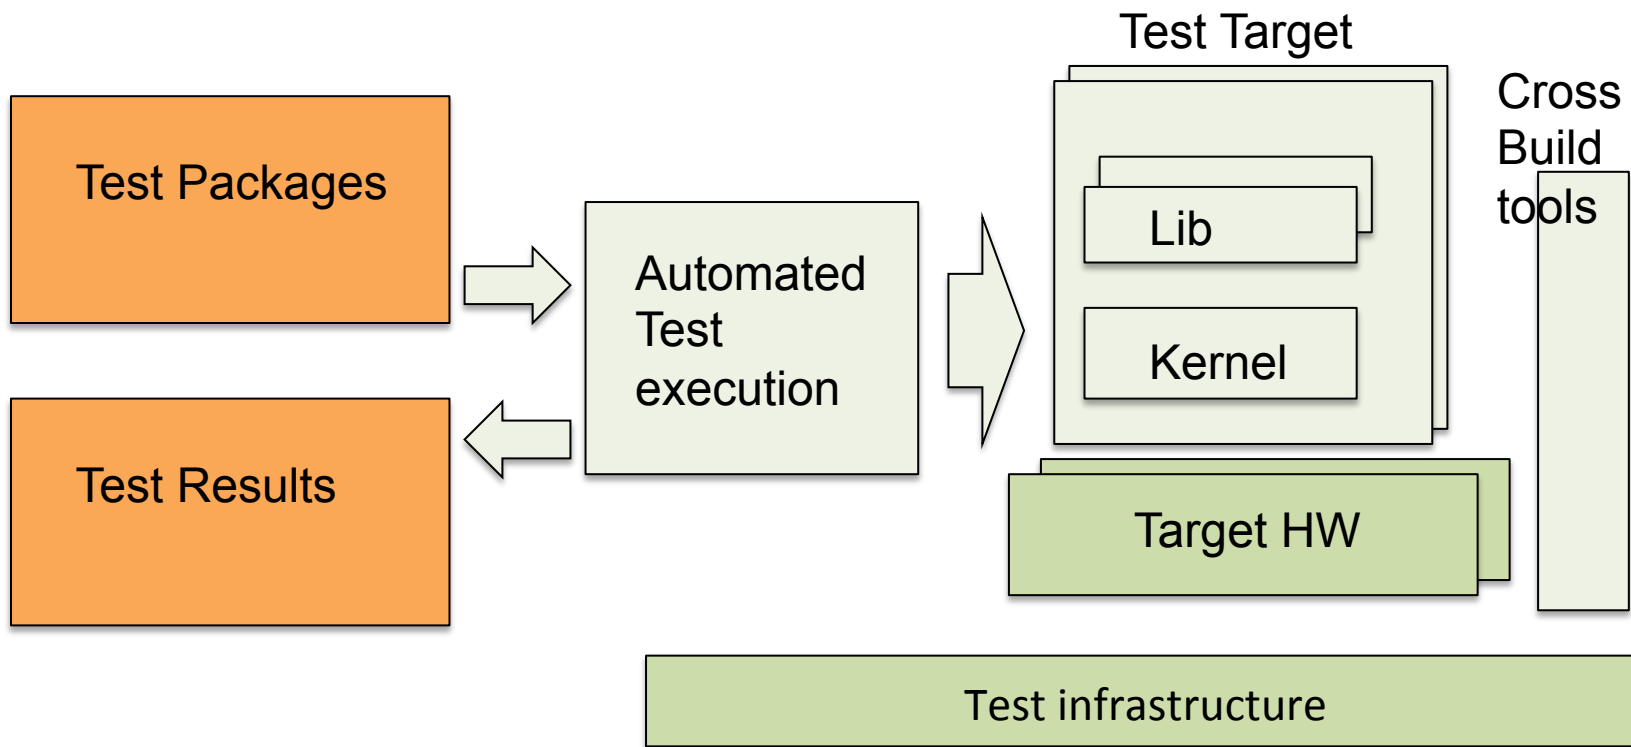 Test Target
Cross
Build
tools
Test Packages
Lib
Automated
Test
execution
Kernel
Test Results
Target HW
Test infrastructure